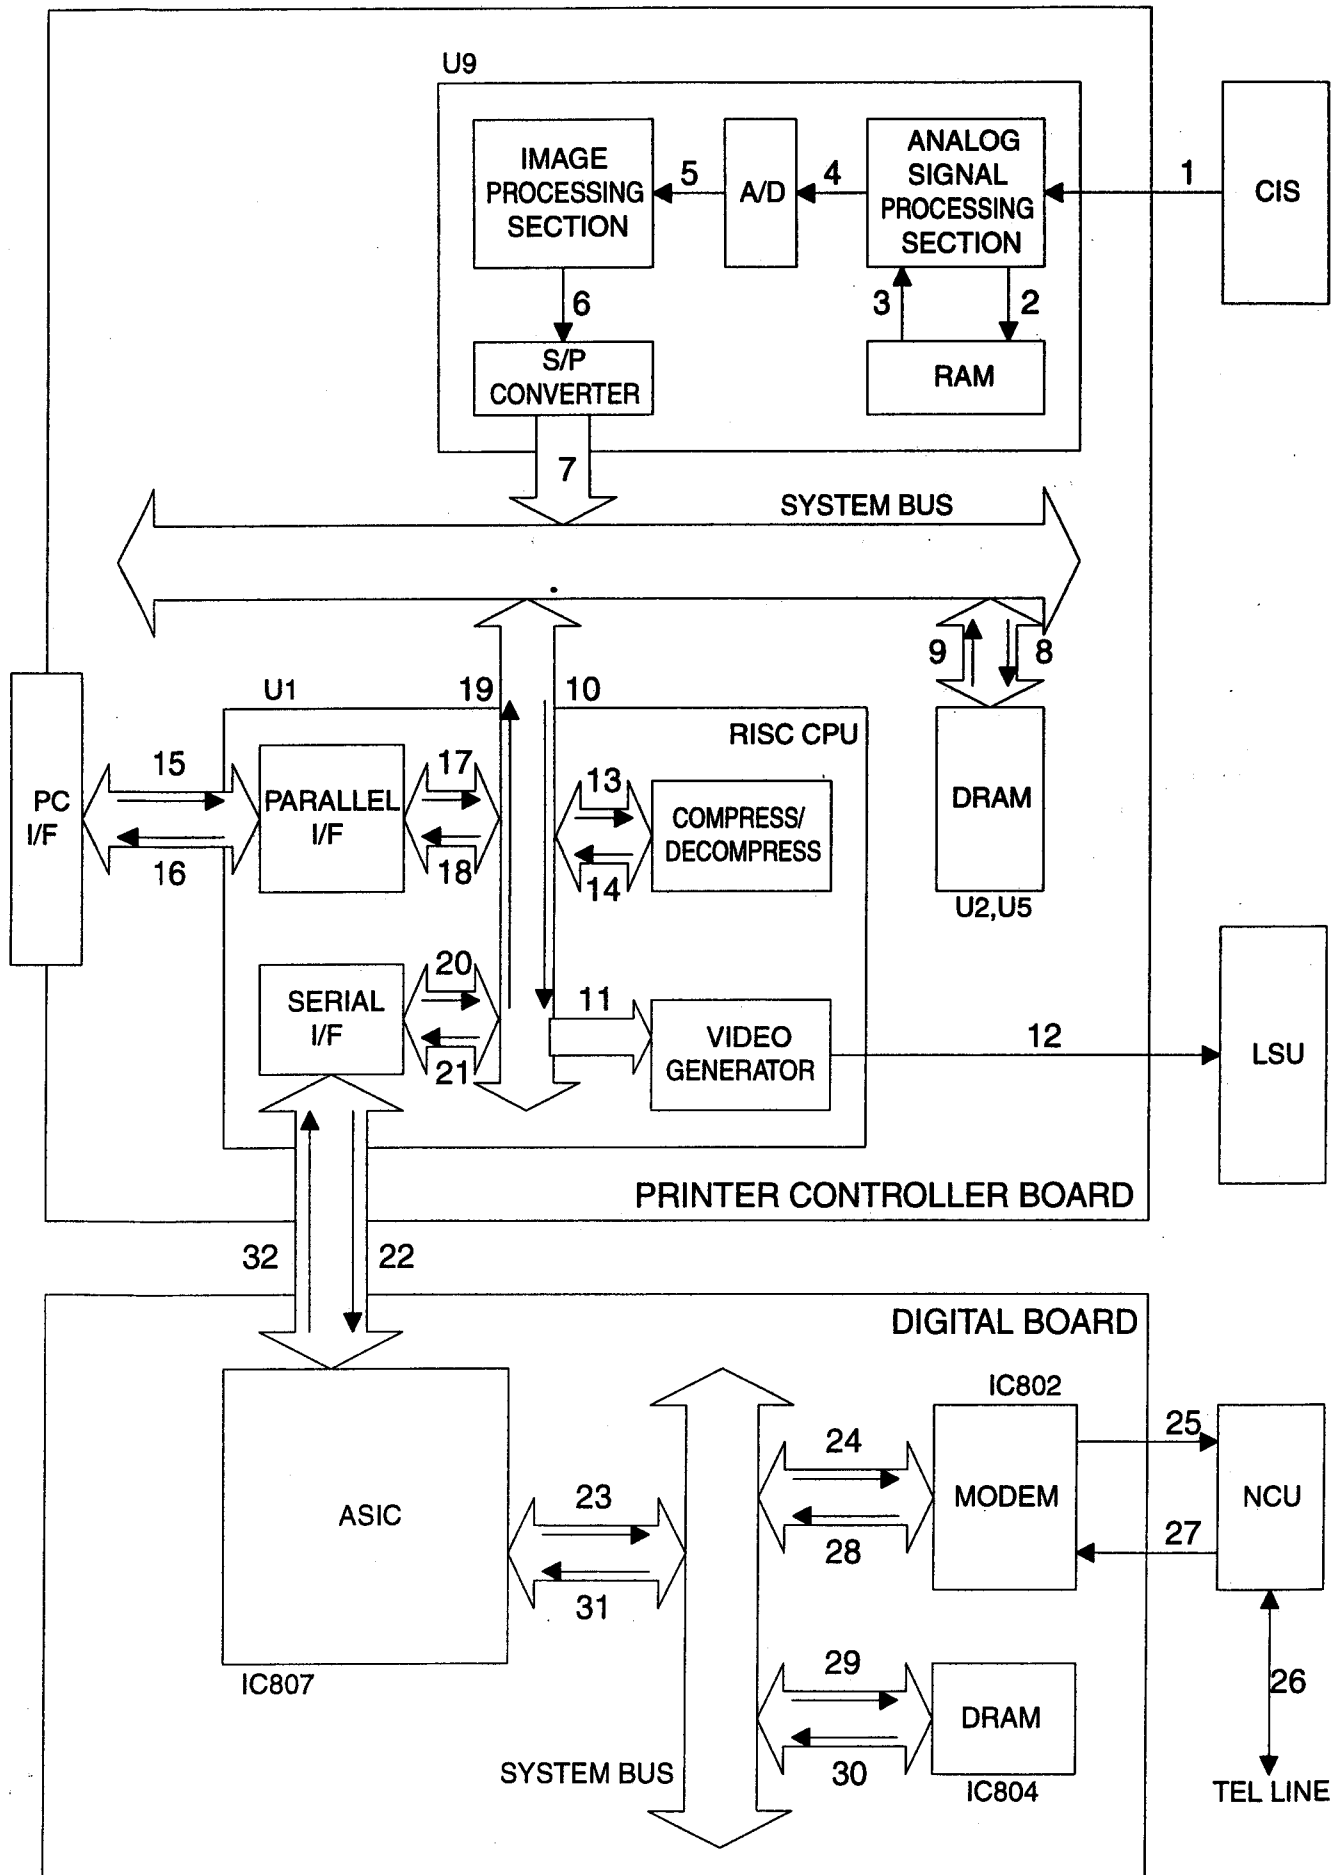 U9
IMAGE
PROCESSING
SECTION
5
A/D
4
ANALOG
SIGNAL
PROCESSING
SECTION
1
CIS
6
3
2
S/P
CONVERTER
RAM
7
SYSTEM BUS
9
8
U1
19
10
RISC CPU
15
PC
I/F
16
PARALLEL
I/F
17
18
13
COMPRESS/
DECOMPRESS
14
DRAM
U2,U5
SERIAL
I/F
20
21
11
VIDEO
GENERATOR
12
LSU
PRINTER CONTROLLER BOARD
32
22
DIGITAL BOARD
IC802
ASIC
IC807
23
31
24
28
MODEM
25
27
NCU
29
30
DRAM
IC804
26
SYSTEM BUS
TEL LINE